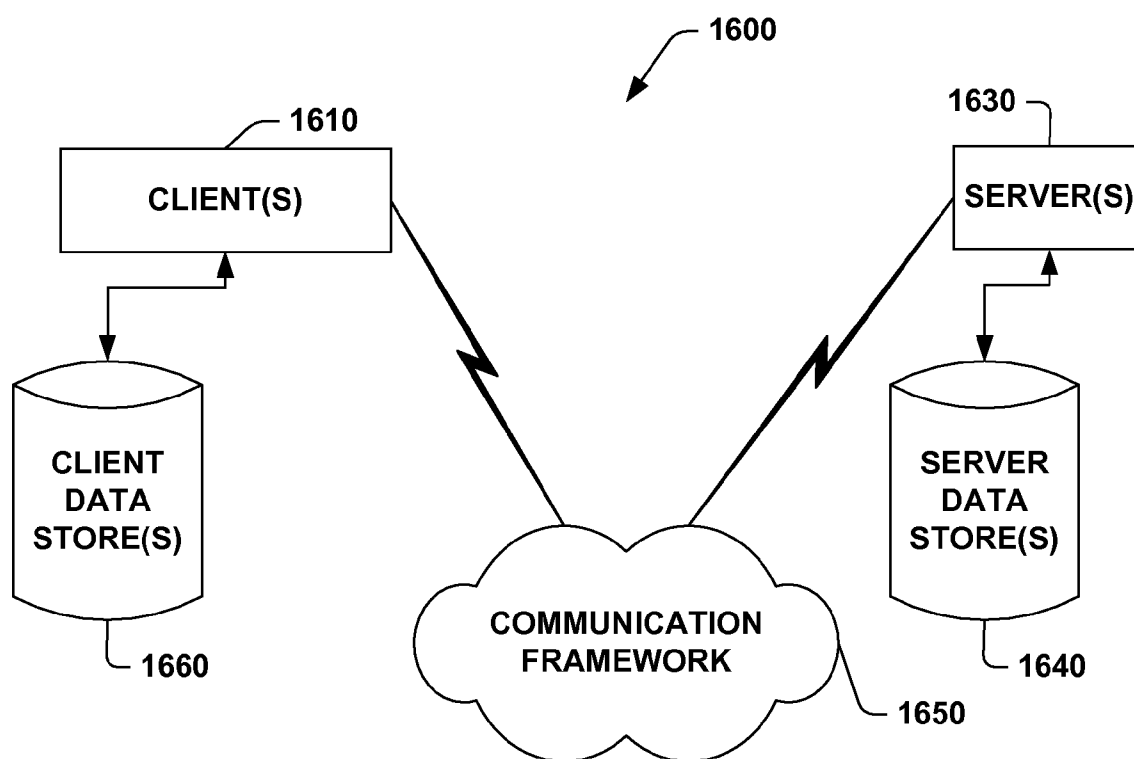 1600
1610
1630
CLIENT(S)
SERVER(S)
CLIENT
DATA
STORE(S)
SERVER
DATA
STORE(S)
COMMUNICATION
FRAMEWORK
1660
1640
1650